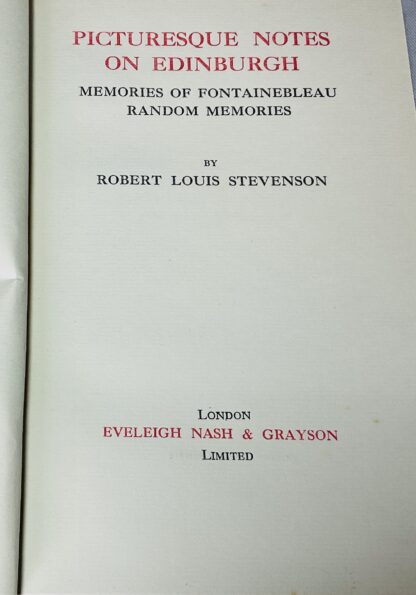 PICTURESQUE NOTES
ON EDINBURGH
MEMORIES OF FONTAINEBLEAU
RANDOM MEMORIES
BY
ROBERT LOUIS STEVENSON
LONDON
EVELEIGH NASH & GRAYSON
LIMITED